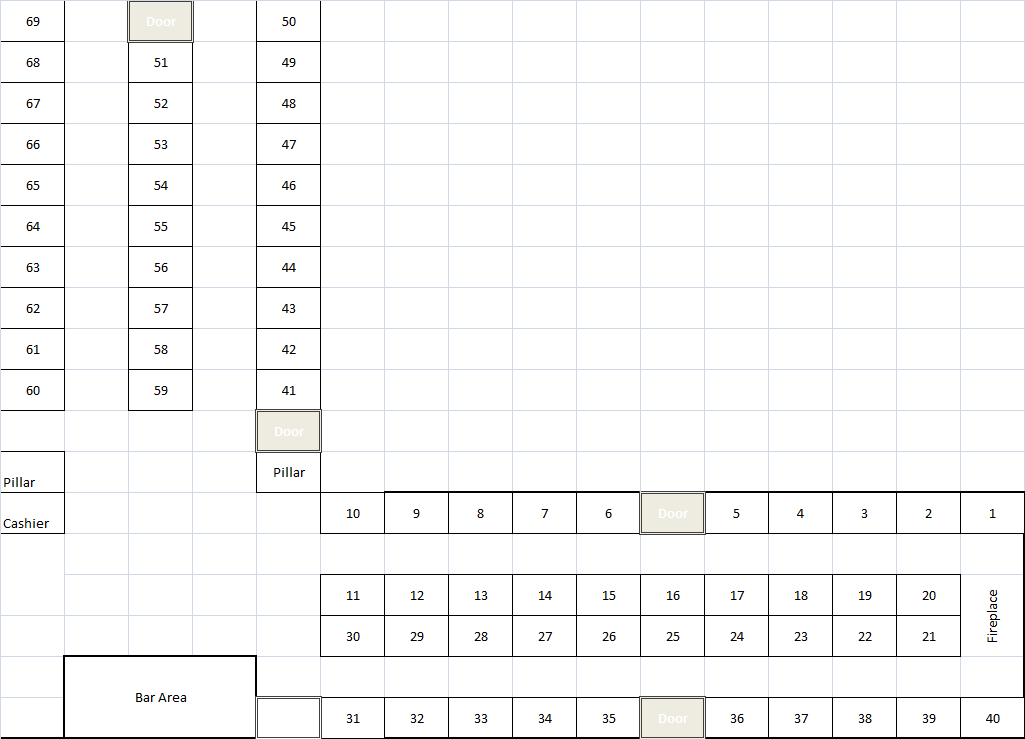 69 Door 50
68 51 49
67 52 48
66 53 47
65 54 46
64 55 45
63 56 44
62 57 43
61 58 42
60 59 41
Door
Pillar Pillar
Cashier 10 9 8 7 6 Door 5 4 3 2 1
11 12 13 14 15 16 17 18 19 20
Fireplace
30 29 28 27 26 25 24 23 22 21
Bar Area
31 32 33 34 35 Door 36 37 38 39 40